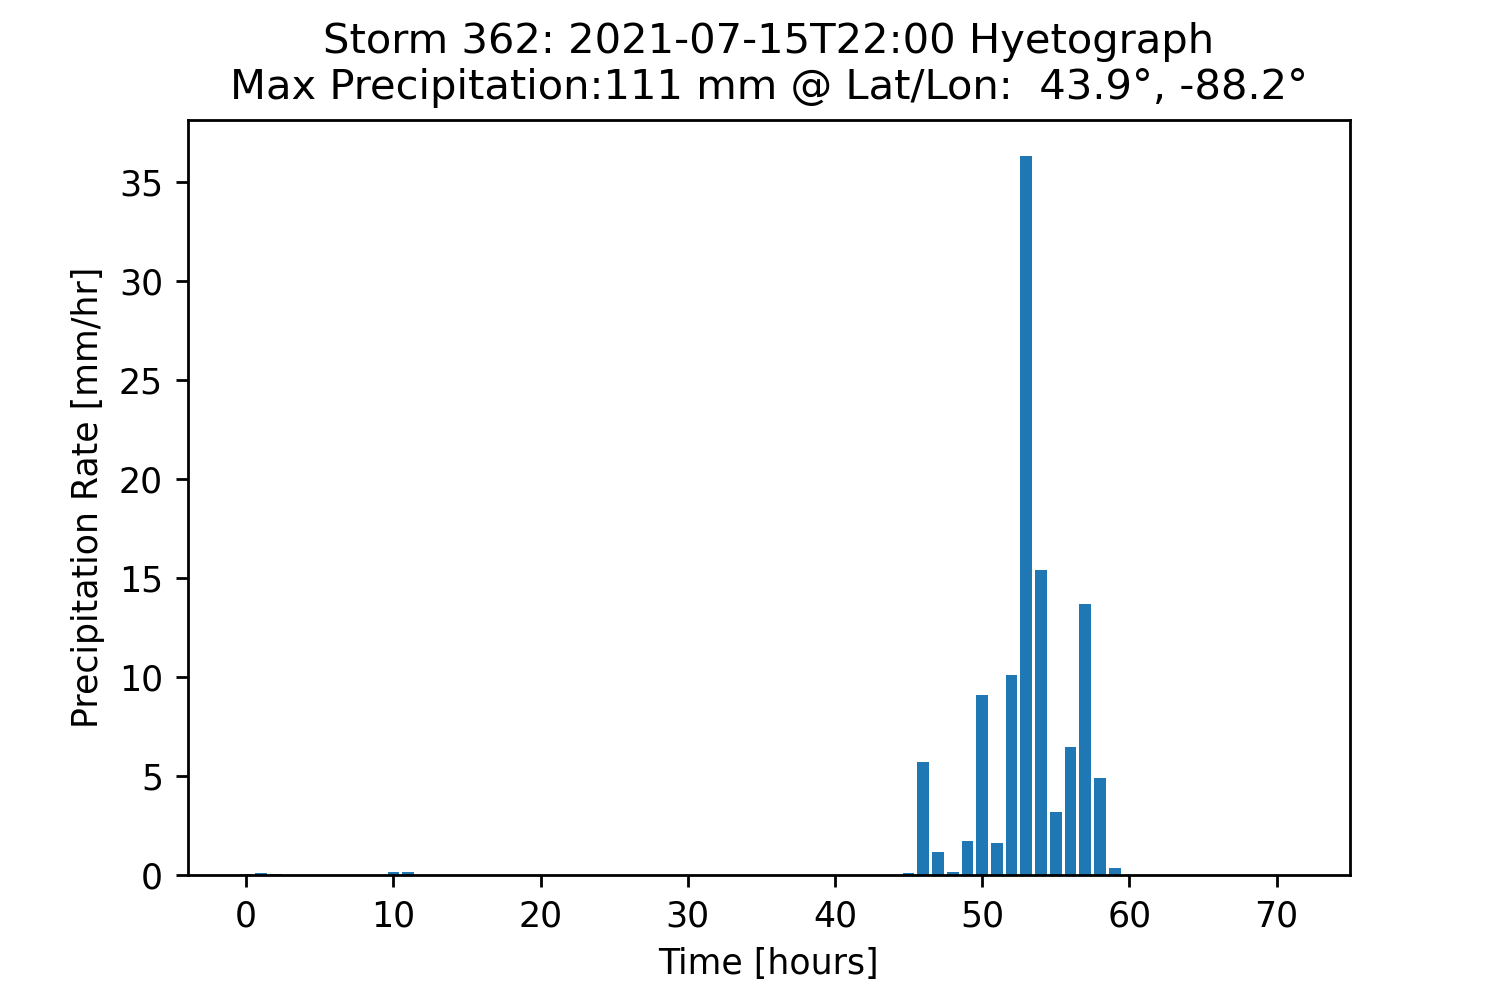 Storm 362: 2021-07-15T22:00 Hyetograph
Max Precipitation:111 mm @ Lat/Lon:  43.9°, -88.2°
35
30
25
20
15
10
5
0
Precipitation Rate [mm/hr]
0 10 20 30 40 50 60 70
Time [hours]